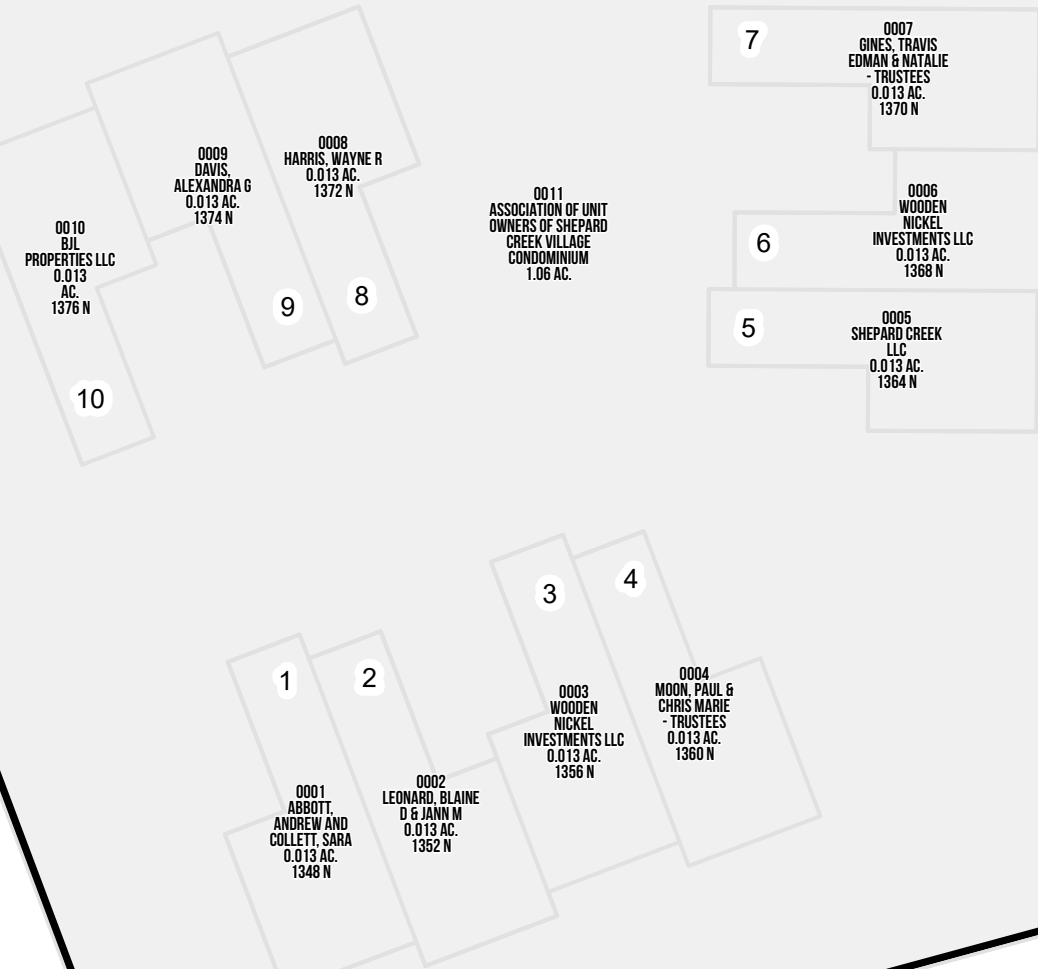 7
0007
GINES, TRAVIS
EDMAN & NATALIE
- TRUSTEES
0.013 AC.
1370 N
0008
HARRIS, WAYNE R
0.013 AC.
1372 N
0009
DAVIS,
ALEXANDRA G
0.013 AC.
1374 N
0011
ASSOCIATION OF UNIT
OWNERS OF SHEPARD
CREEK VILLAGE
CONDOMINIUM
1.06 AC.
0006
WOODEN
NICKEL
INVESTMENTS LLC
0.013 AC.
1368 N
6
0010
BJL
PROPERTIES LLC
0.013
AC.
1376 N
9
8
5
0005
SHEPARD CREEK
LLC
0.013 AC.
1364 N
10
3
4
1
2
0004
MOON, PAUL &
CHRIS MARIE
- TRUSTEES
0.013 AC.
1360 N
0003
WOODEN
NICKEL
INVESTMENTS LLC
0.013 AC.
1356 N
0002
LEONARD, BLAINE
D & JANN M
0.013 AC.
1352 N
0001
ABBOTT,
ANDREW AND
COLLETT, SARA
0.013 AC.
1348 N